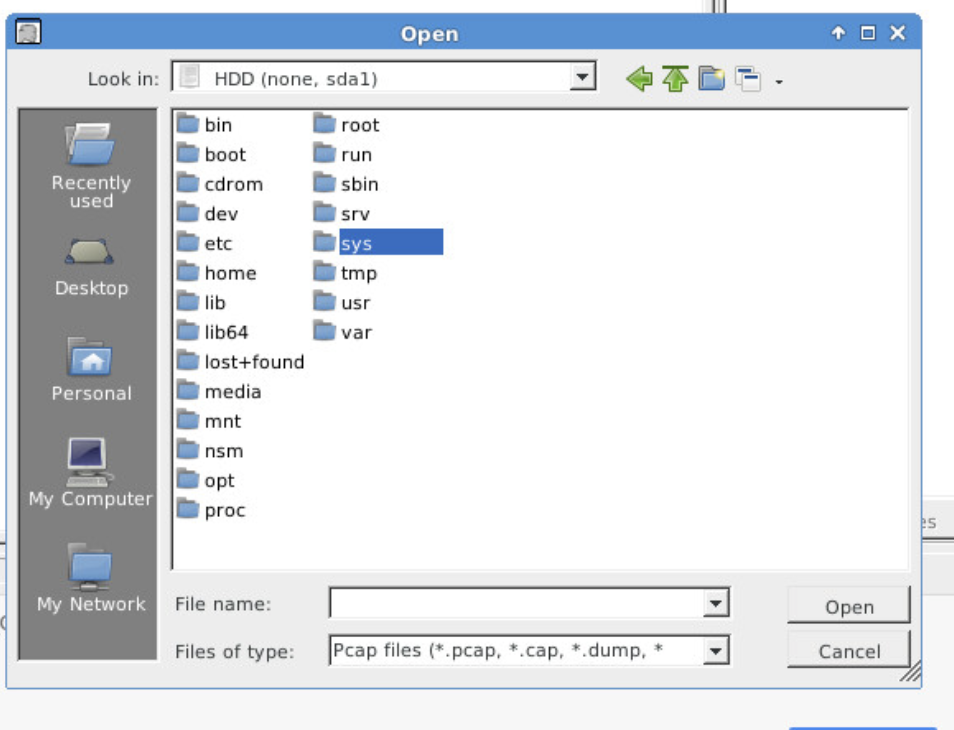 Open
Look in:
HDD (none, sda1)
Recently
used
Desktop
Personal
My Computer
My Network
bin
boot
cdrom
dev
etc
home
lib
lib64
lost+found
media
mnt
nsm
opt
proc
root
run
sbin
srv
sys
tmp
usr
var
File name:
Open
Files of type:
Pcap files (*.pcap, *.cap, *.dump, *
Cancel